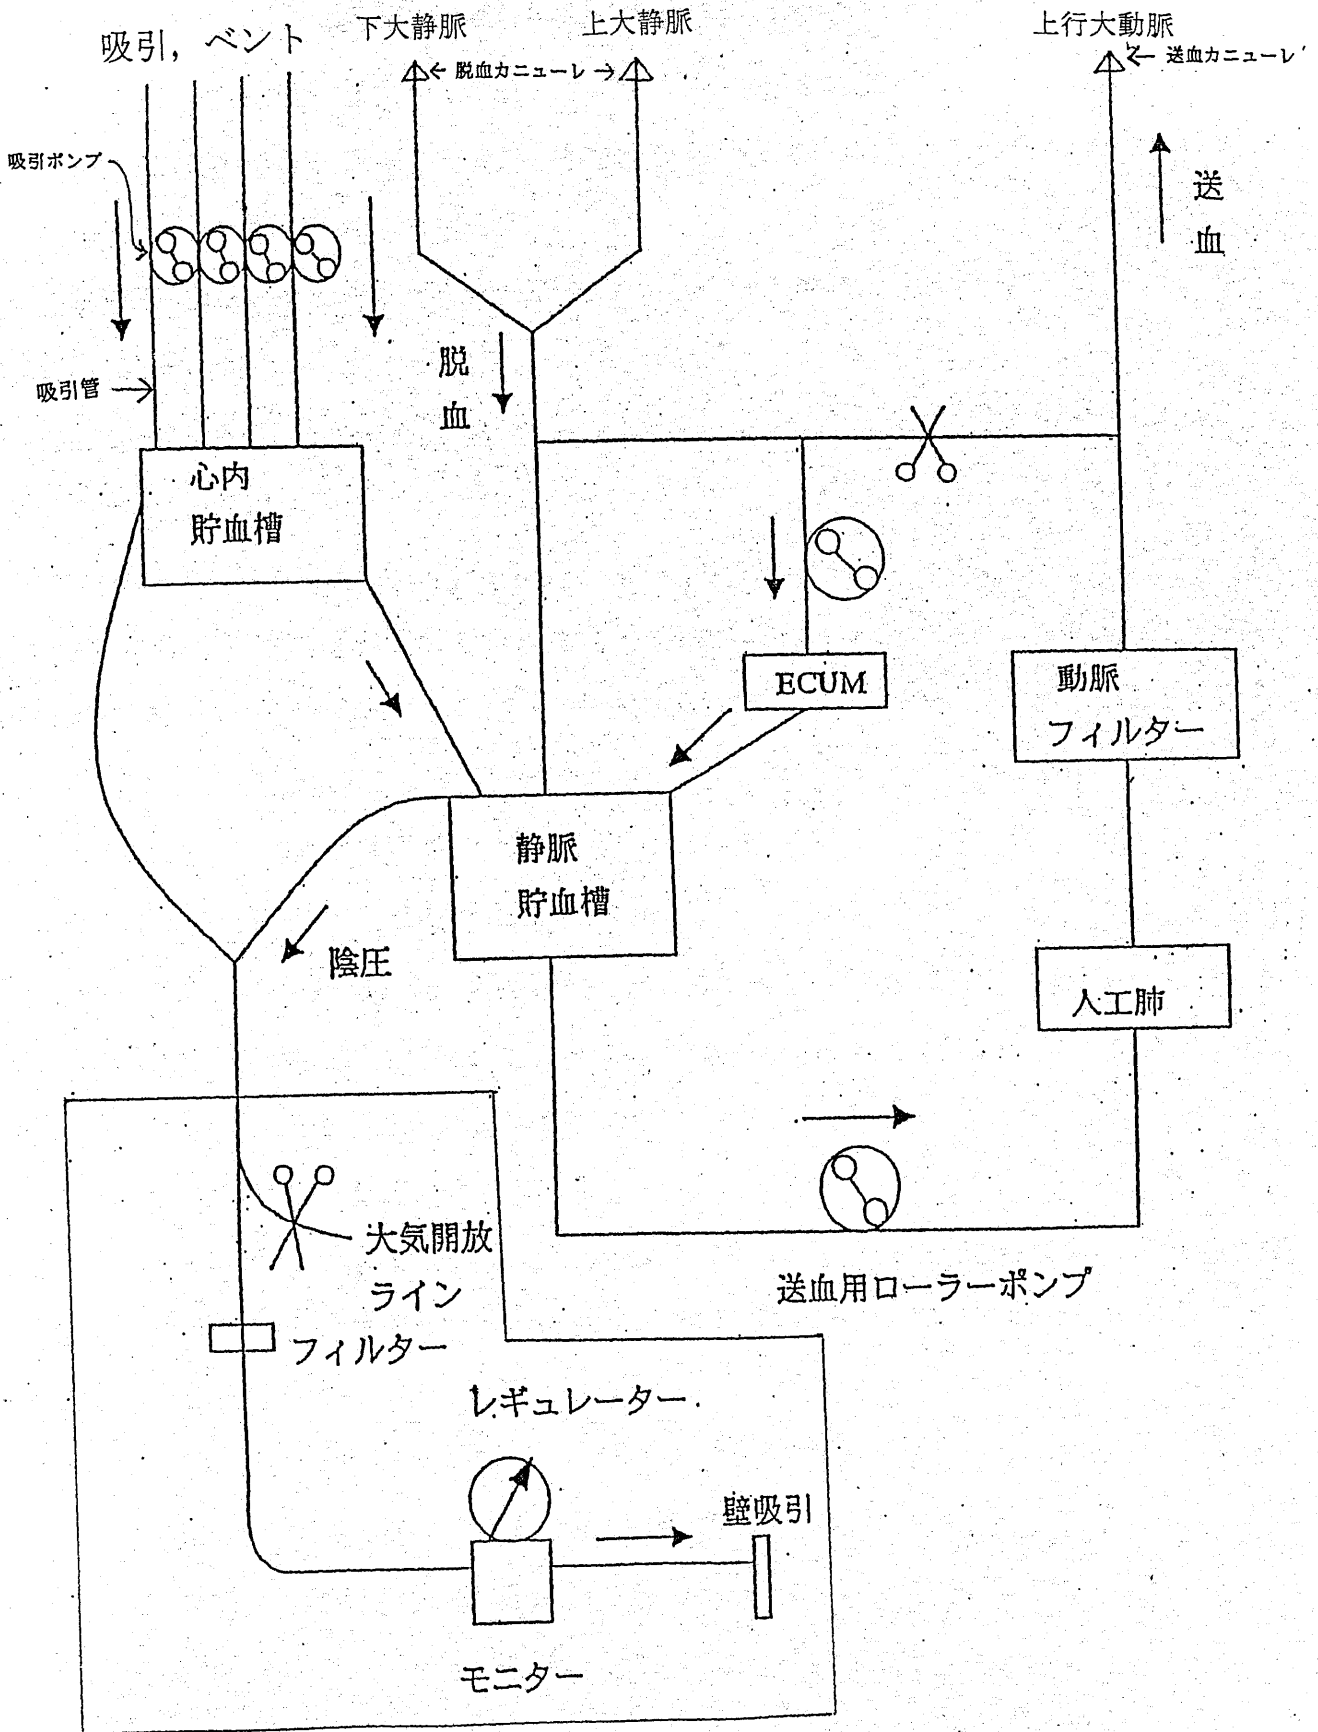 吸引，ベント
下大静脈
上大静脈
上行大動脈
脱血カニューレ
送血カニューレ
吸引ポンプ
送
血
脱
血
吸引管
心内
貯血槽
ECUM
動脈
フィルター
静脈
貯血槽
陰圧
人工肺
大気開放
ライン
送血用ローラーポンプ
フィルター
レギュレーター
壁吸引
モニター